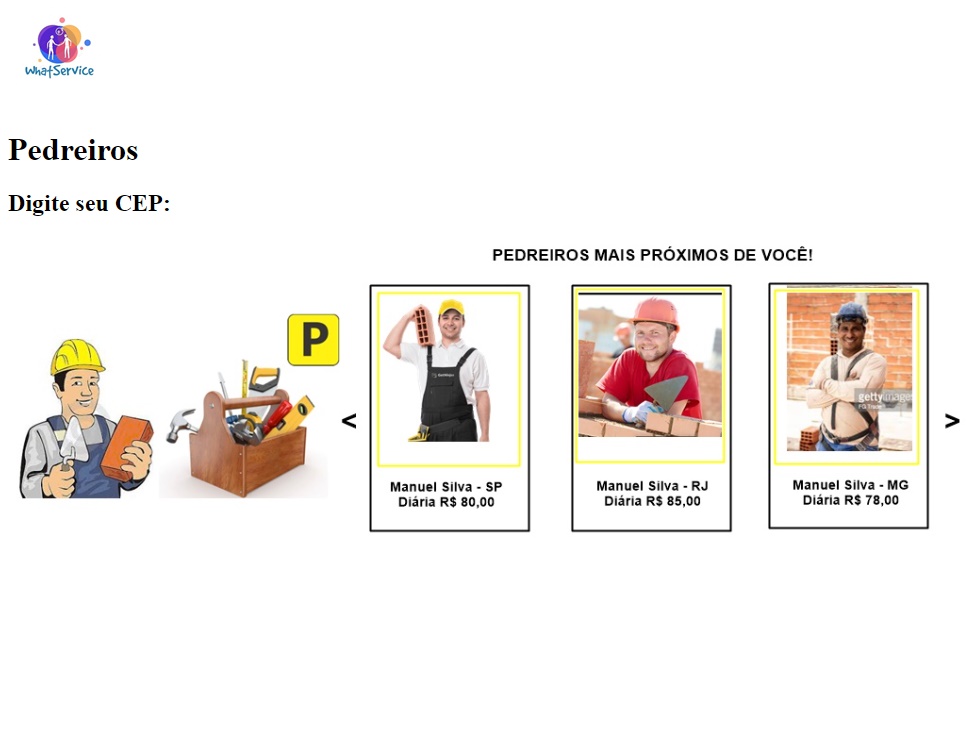 WhatService
Pedreiros
Digite seu CEP:
PEDREIROS MAIS PRÓXIMOS DE VOCÊ!
P
<
>
gettyimages
Manuel Silva - SP
Diária R$ 80,00
Manuel Silva - RJ
Diária R$ 85,00
Manuel Silva - MG
Diária R$ 78,00